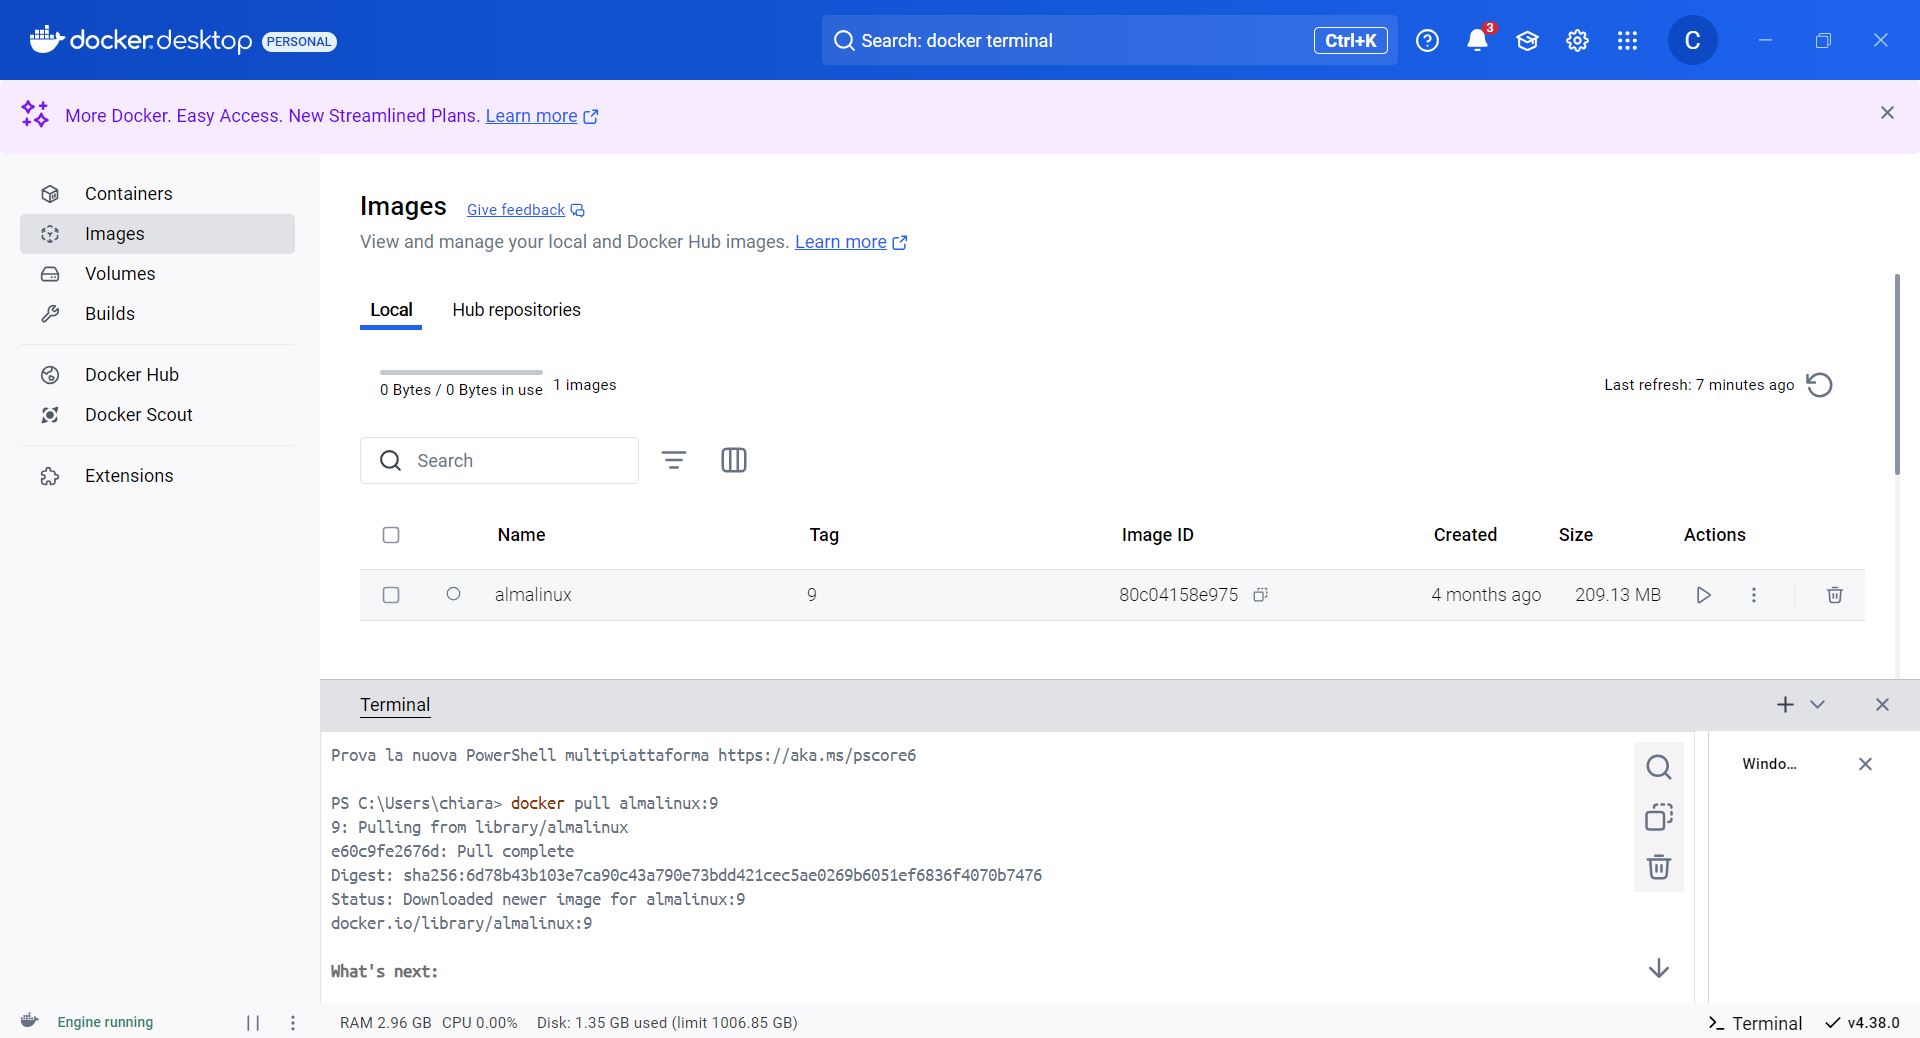 docker.desktop PERSONAL
Search: docker terminal Ctrl+K
3
C
More Docker. Easy Access. New Streamlined Plans. Learn more
Containers
Images
Volumes
Builds
Docker Hub
Docker Scout
Extensions
Images Give feedback
View and manage your local and Docker Hub images. Learn more
Local Hub repositories
0 Bytes / 0 Bytes in use 1 images
Last refresh: 7 minutes ago
Search
Name Tag Image ID Created Size Actions
almalinux 9 80c04158e975 4 months ago 209.13 MB
Terminal
Prova la nuova PowerShell multipiattaforma https://aka.ms/pscore6
PS C:\Users\chiara> docker pull almalinux:9
9: Pulling from library/almalinux
e60c9fe2676d: Pull complete
Digest: sha256:6d78b43b103e7ca90c43a790e73bdd421cec5ae0269b6051ef6836f4070b7476
Status: Downloaded newer image for almalinux:9
docker.io/library/almalinux:9
What's next:
Windo...
Engine running
RAM 2.96 GB CPU 0.00% Disk: 1.35 GB used (limit 1006.85 GB)
>_ Terminal
v4.38.0